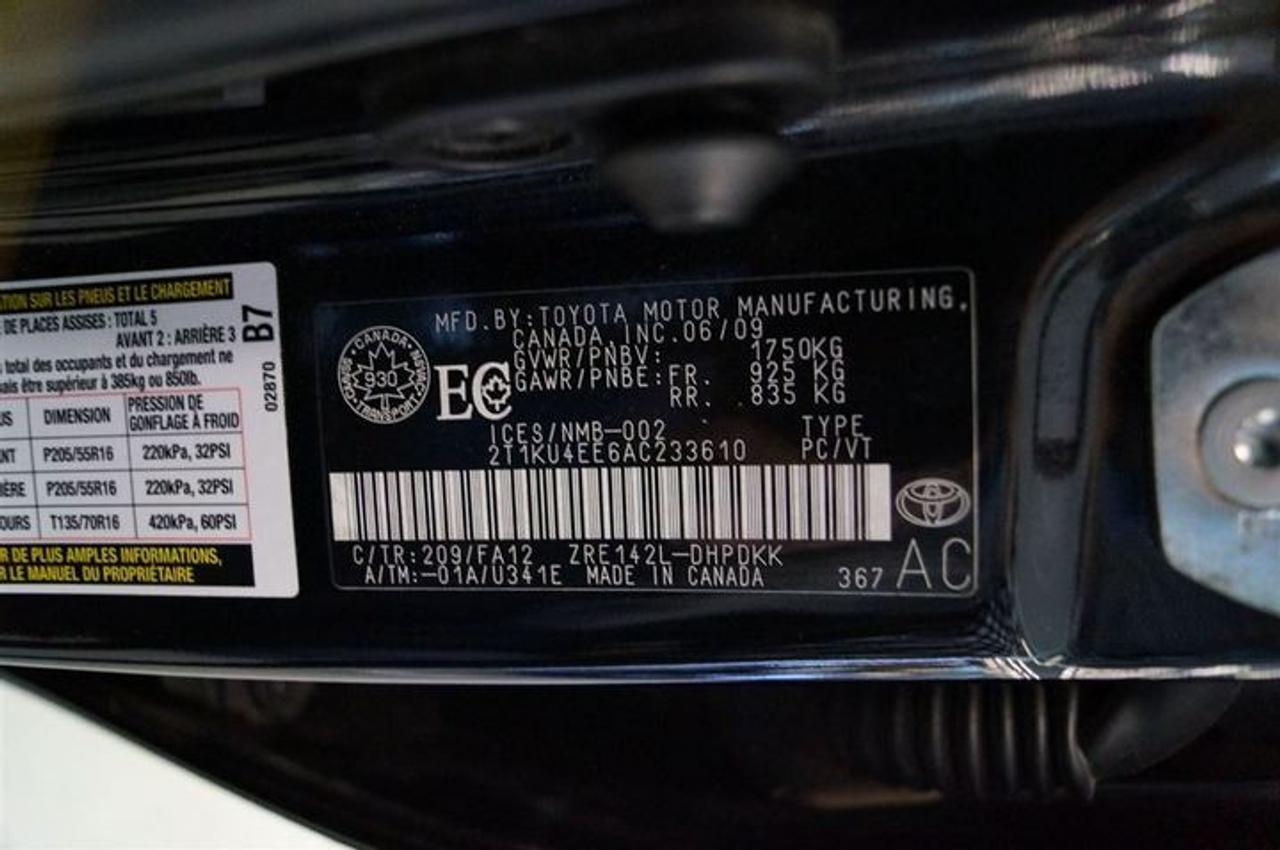 ATION SUR LES PNEUS ET LE CHARGEMENT
DE PLACES ASSISES : TOTAL 5
AVANT 2 : ARRIÈRE 3
total des occupants et du chargement ne
ais être supérieur à 385kg ou 850lb.
B7
02870
US DIMENSION PRESSION DE
GONFLAGE À FROID
NT P205/55R16 220kPa, 32PSI
IÈRE P205/55R16 220kPa, 32PSI
OURS T135/70R16 420kPa, 60PSI
R DE PLUS AMPLES INFORMATIONS,
R LE MANUEL DU PROPRIÉTAIRE
MFD.BY:TOYOTA MOTOR MANUFACTURING.
CANADA, INC.06/09
GVWR/PNBV: 1750KG
GAWR/PNBE:FR. 925 KG
RR. 835 KG
CANADA
930
TRANSPORT
EC
ICES/NMB-002 TYPE
2T1KU4EE6AC233610 PC/VT
C/TR:209/FA12 ZRE142L-DHPDKK
A/TM:-01A/U341E MADE IN CANADA
367 AC